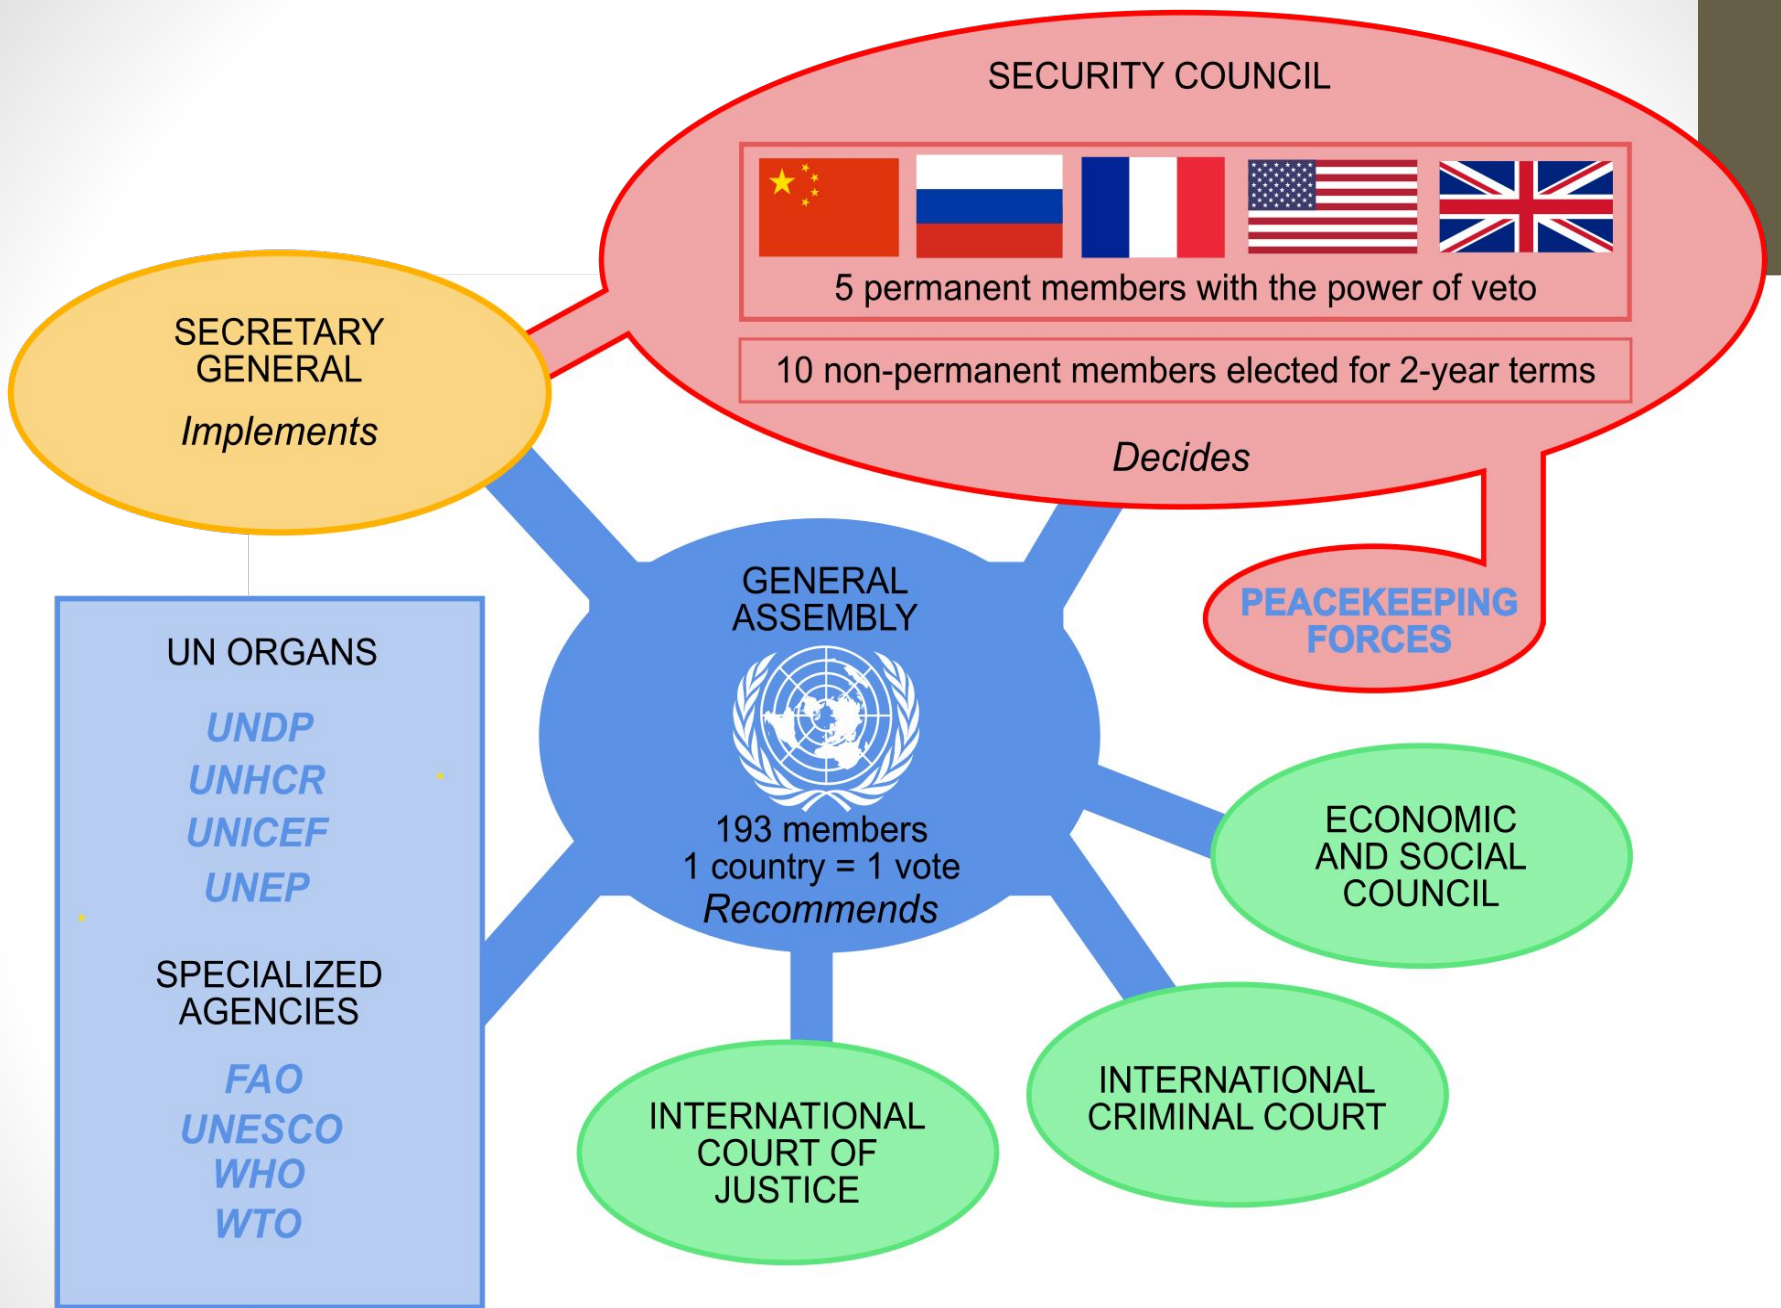 SECURITY COUNCIL
5 permanent members with the power of veto
10 non-permanent members elected for 2-year terms
Decides
SECRETARY
GENERAL
Implements
GENERAL
ASSEMBLY
193 members
1 country = 1 vote
Recommends
PEACEKEEPING
FORCES
UN ORGANS
UNDP
UNHCR
UNICEF
UNEP
SPECIALIZED
AGENCIES
FAO
UNESCO
WHO
WTO
ECONOMIC
AND SOCIAL
COUNCIL
INTERNATIONAL
CRIMINAL COURT
INTERNATIONAL
COURT OF
JUSTICE